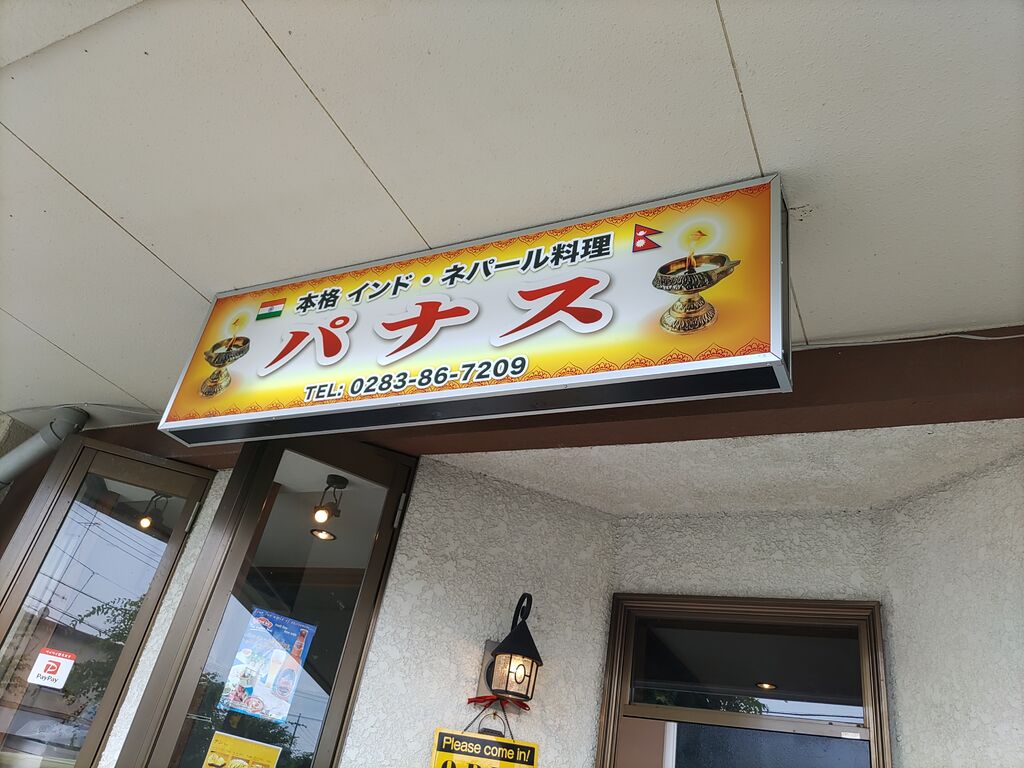 本格 インド・ネパール料理
パナス
TEL: 0283-86-7209
PayPay
Please come in!